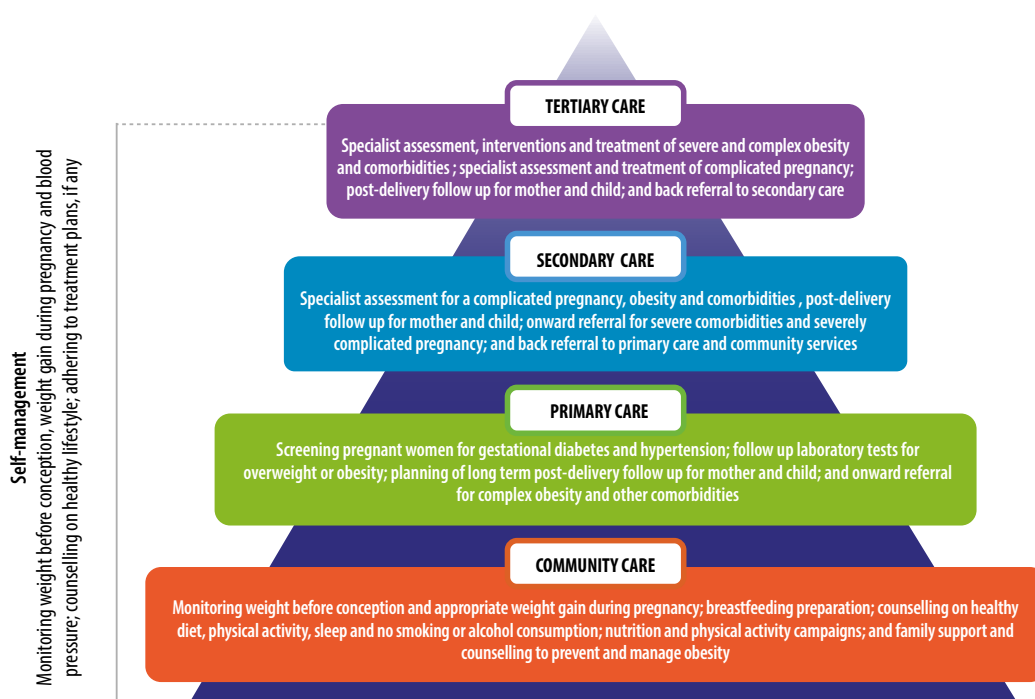 Self-management
Monitoring weight before conception, weight gain during pregnancy and blood
pressure; counselling on healthy lifestyle; adhering to treatment plans, if any
TERTIARY CARE
Specialist assessment, interventions and treatment of severe and complex obesity
and comorbidities ; specialist assessment and treatment of complicated pregnancy;
post-delivery follow up for mother and child; and back referral to secondary care
SECONDARY CARE
Specialist assessment for a complicated pregnancy, obesity and comorbidities , post-delivery
follow up for mother and child; onward referral for severe comorbidities and severely
complicated pregnancy; and back referral to primary care and community services
PRIMARY CARE
Screening pregnant women for gestational diabetes and hypertension; follow up laboratory tests for
overweight or obesity; planning of long term post-delivery follow up for mother and child; and onward referral
for complex obesity and other comorbidities
COMMUNITY CARE
Monitoring weight before conception and appropriate weight gain during pregnancy; breastfeeding preparation; counselling on healthy
diet, physical activity, sleep and no smoking or alcohol consumption; nutrition and physical activity campaigns; and family support and
counselling to prevent and manage obesity